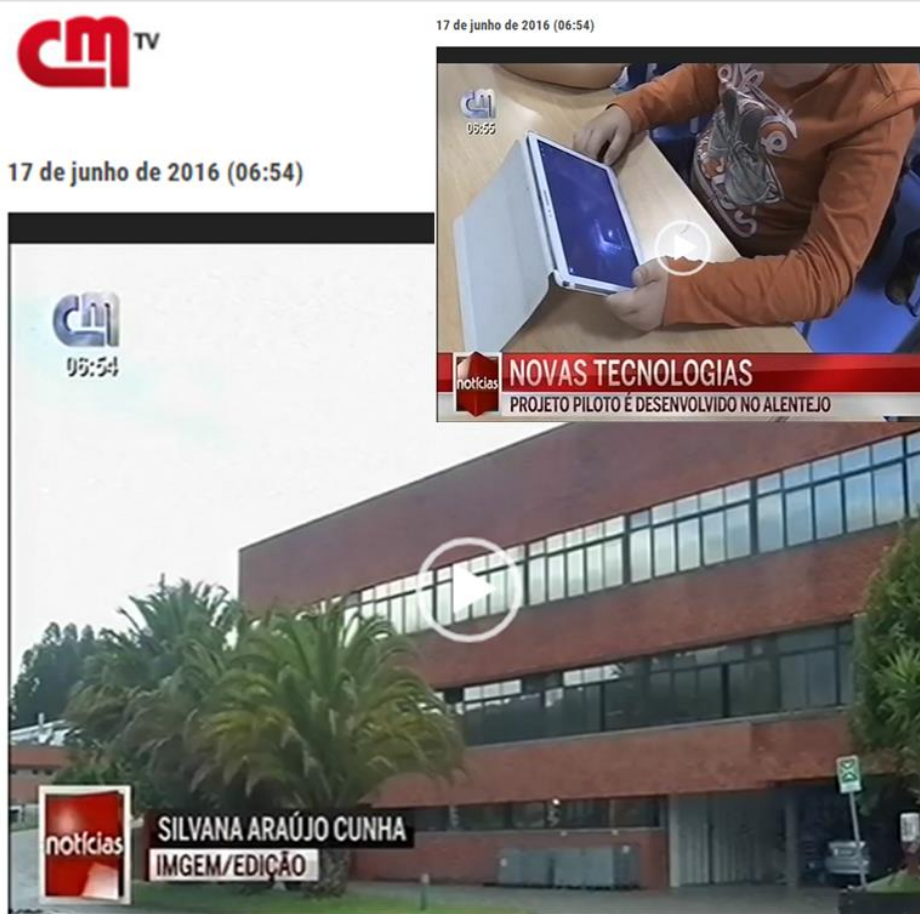 CM TV
17 de junho de 2016 (06:54)
CM
06:54
notícias
SILVANA ARAÚJO CUNHA
IMGEM/EDIÇÃO
17 de junho de 2016 (06:54)
CM
06:55
notícias
NOVAS TECNOLOGIAS
PROJETO PILOTO É DESENVOLVIDO NO ALENTEJO